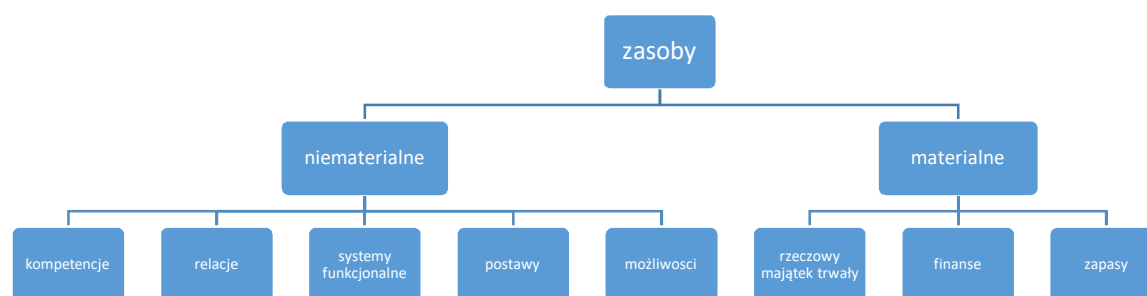 zasoby
niematerialne
materialne
kompetencje
relacje
systemy
funkcjonalne
postawy
możliwosci
rzeczowy
majątek trwały
finanse
zapasy